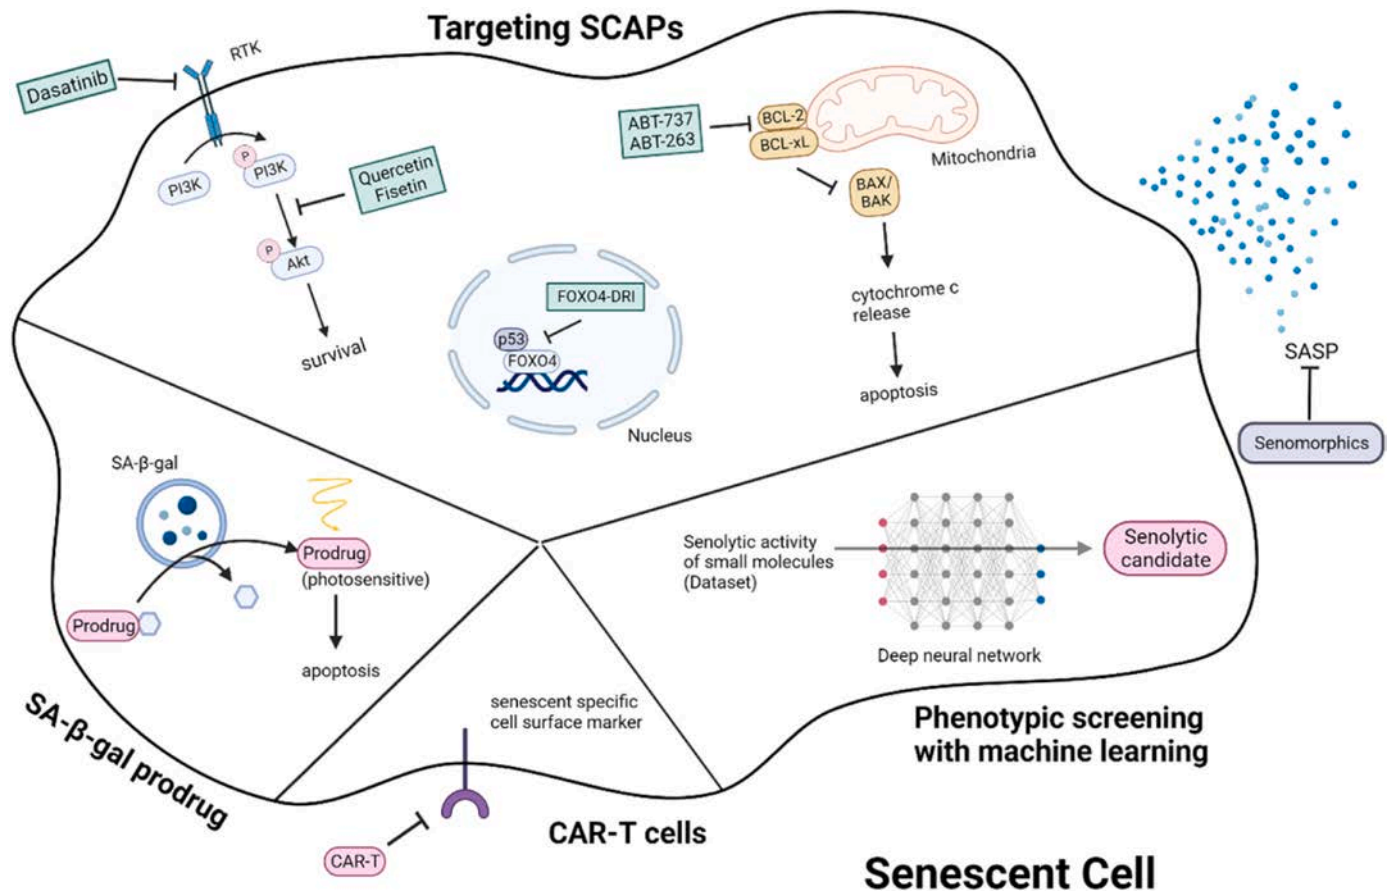 Targeting SCAPs
Dasatinib
RTK
PI3K
P
PI3K
Quercetin
Fisetin
P
Akt
survival
ABT-737
ABT-263
BCL-2
BCL-xL
Mitochondria
BAX/
BAK
cytochrome c
release
apoptosis
FOXO4-DRI
p53
FOXO4
Nucleus
SASP
Senomorphics
SA-β-gal
Prodrug
Prodrug
(photosensitive)
apoptosis
SA-β-gal prodrug
senescent specific
cell surface marker
CAR-T
CAR-T cells
Senolytic activity
of small molecules
(Dataset)
Deep neural network
Senolytic
candidate
Phenotypic screening
with machine learning
Senescent Cell